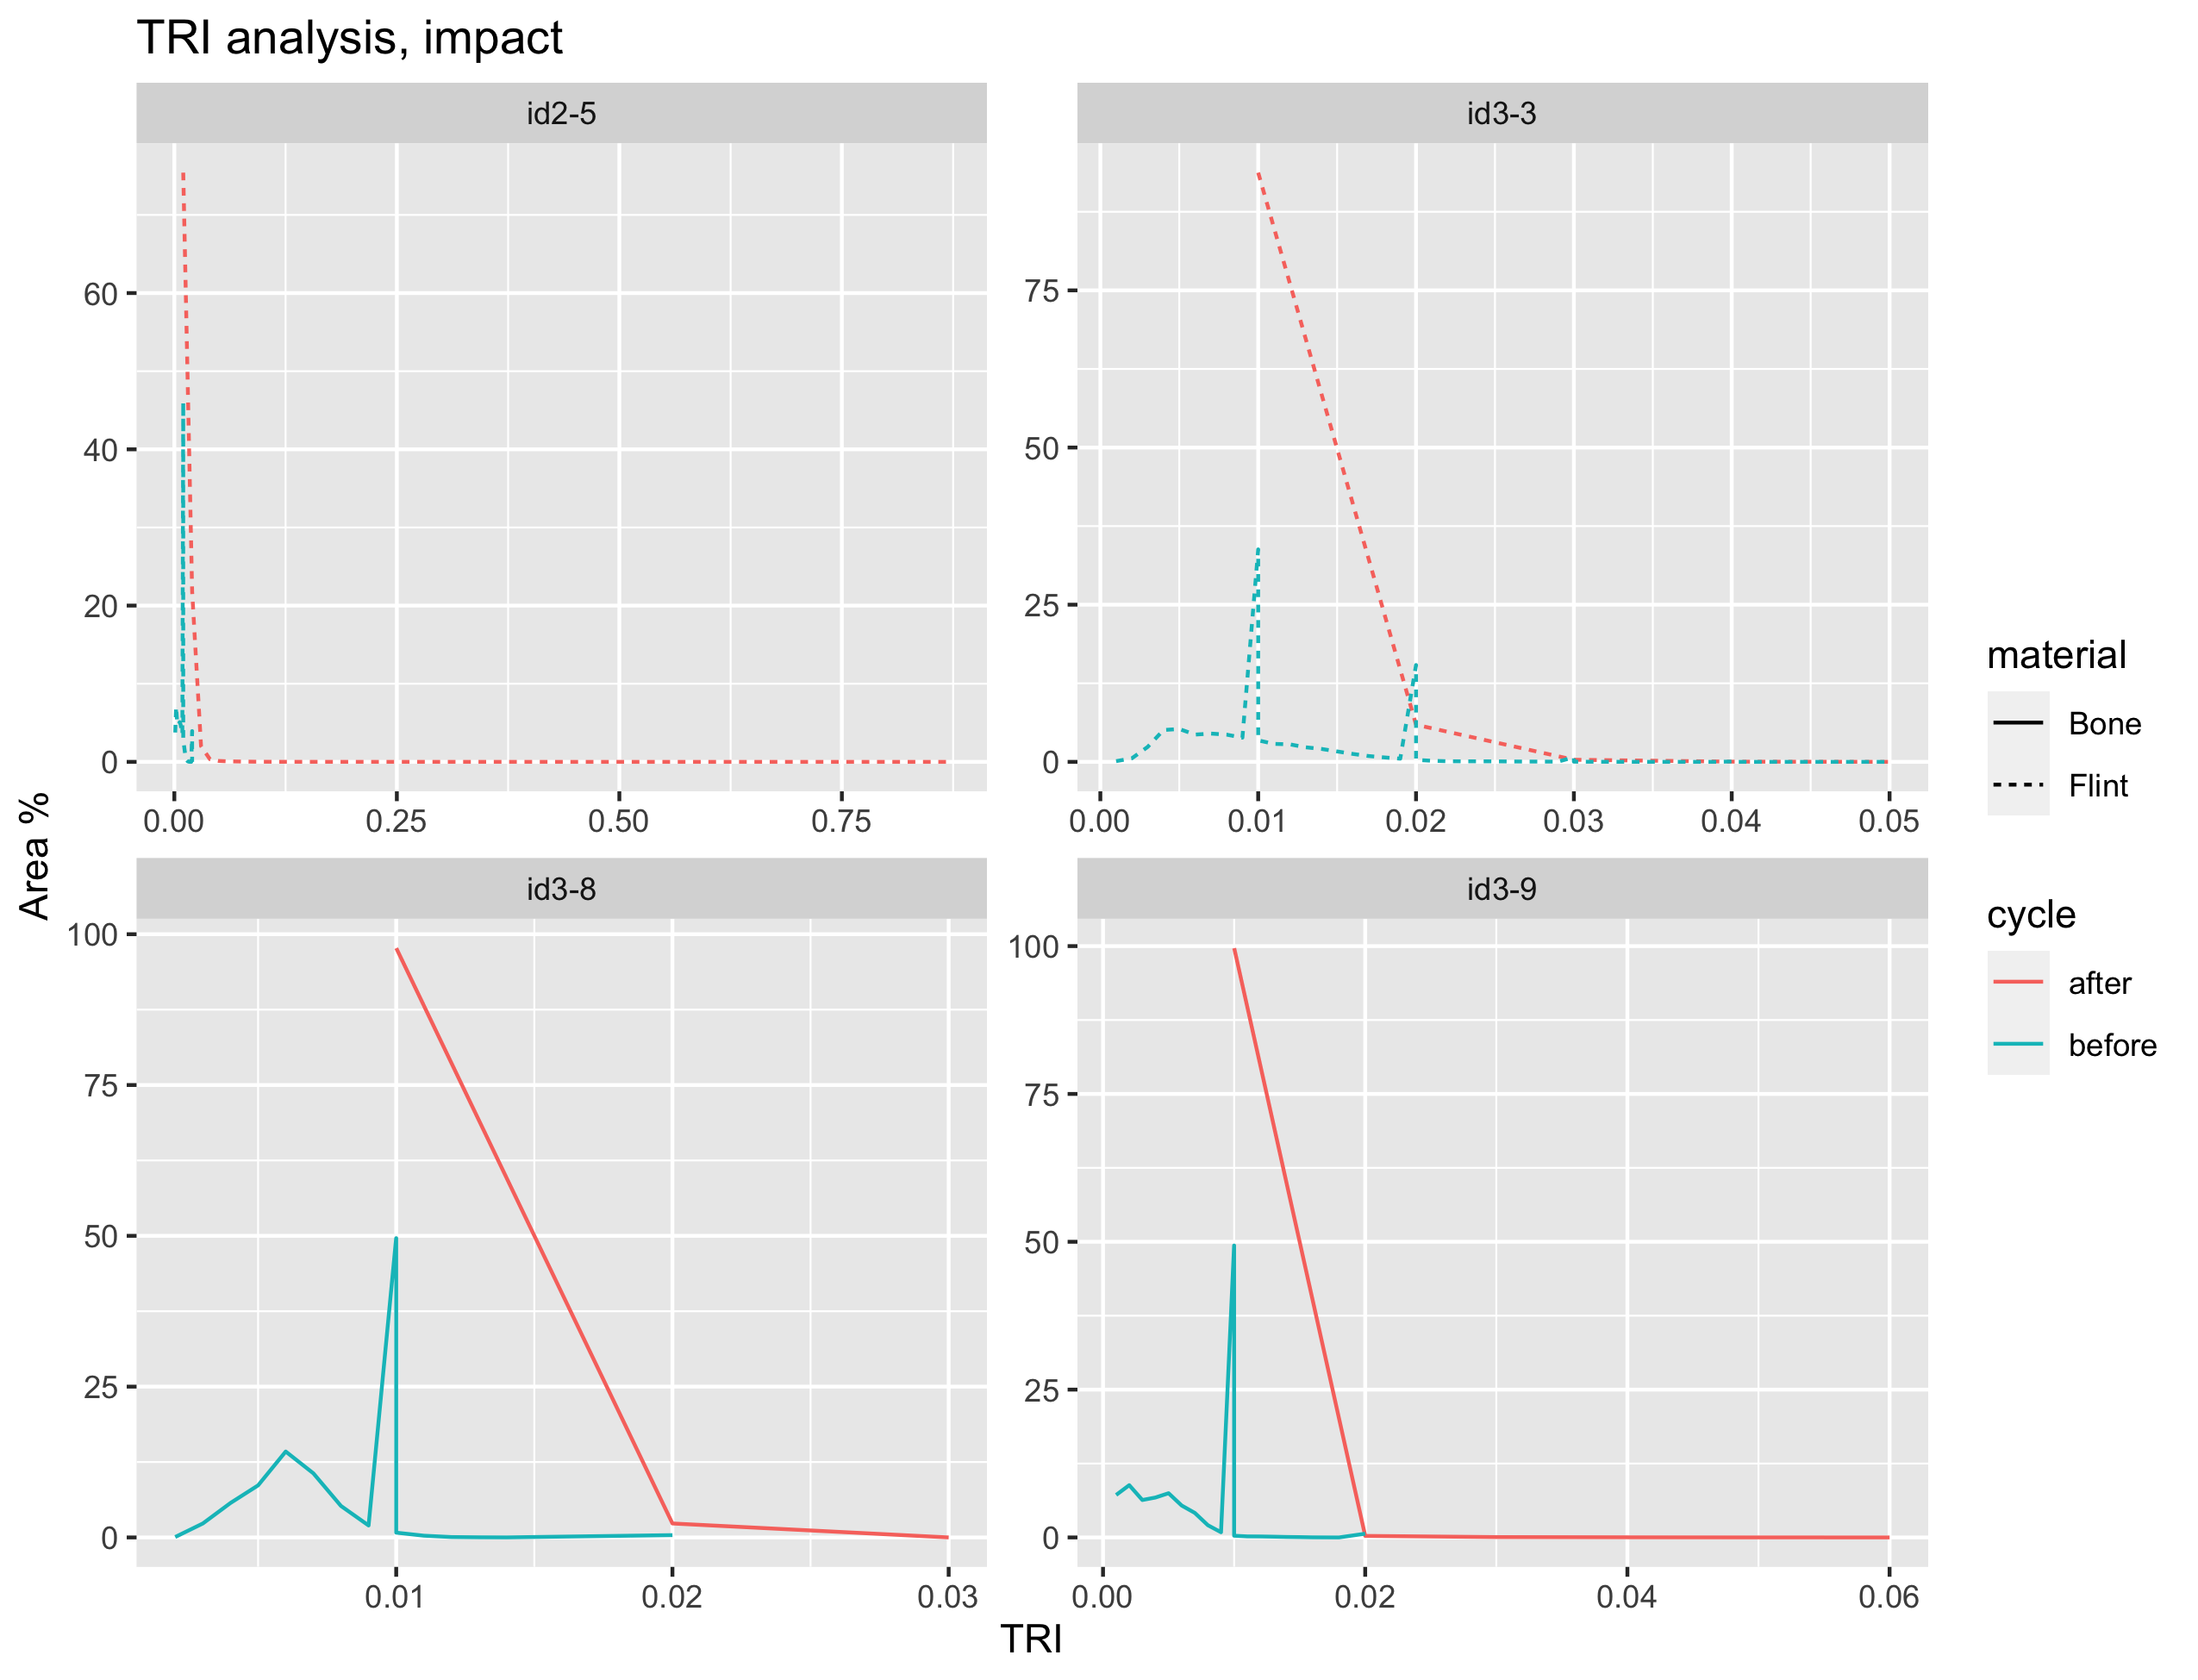 TRI analysis, impact
id2-5
id3-3
60
40
20
0
75
50
25
0
0.00 0.25 0.50 0.75
0.00 0.01 0.02 0.03 0.04 0.05
id3-8
id3-9
100
75
50
25
0
100
75
50
25
0
0.01 0.02 0.03
0.00 0.02 0.04 0.06
TRI
Area %
material
Bone
Flint
cycle
after
before